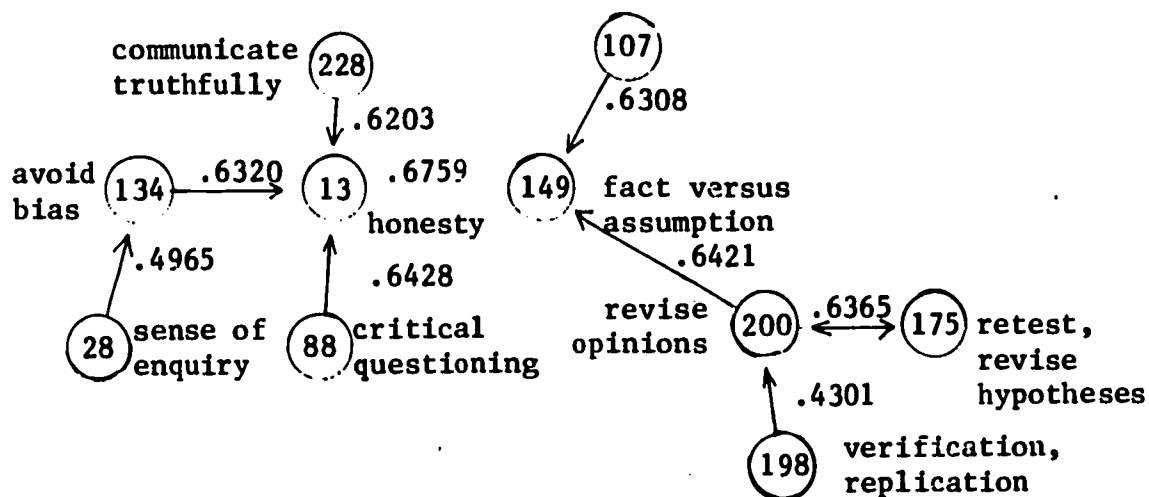 communicate
truthfully
228
107
.6203
.6308
avoid
bias
134
.6320
13
.6759
honesty
149
fact versus
assumption
.4965
.6428
.6421
28
sense of
enquiry
88
critical
questioning
revise
opinions
200
.6365
175
retest,
revise
hypotheses
.4301
198
verification,
replication